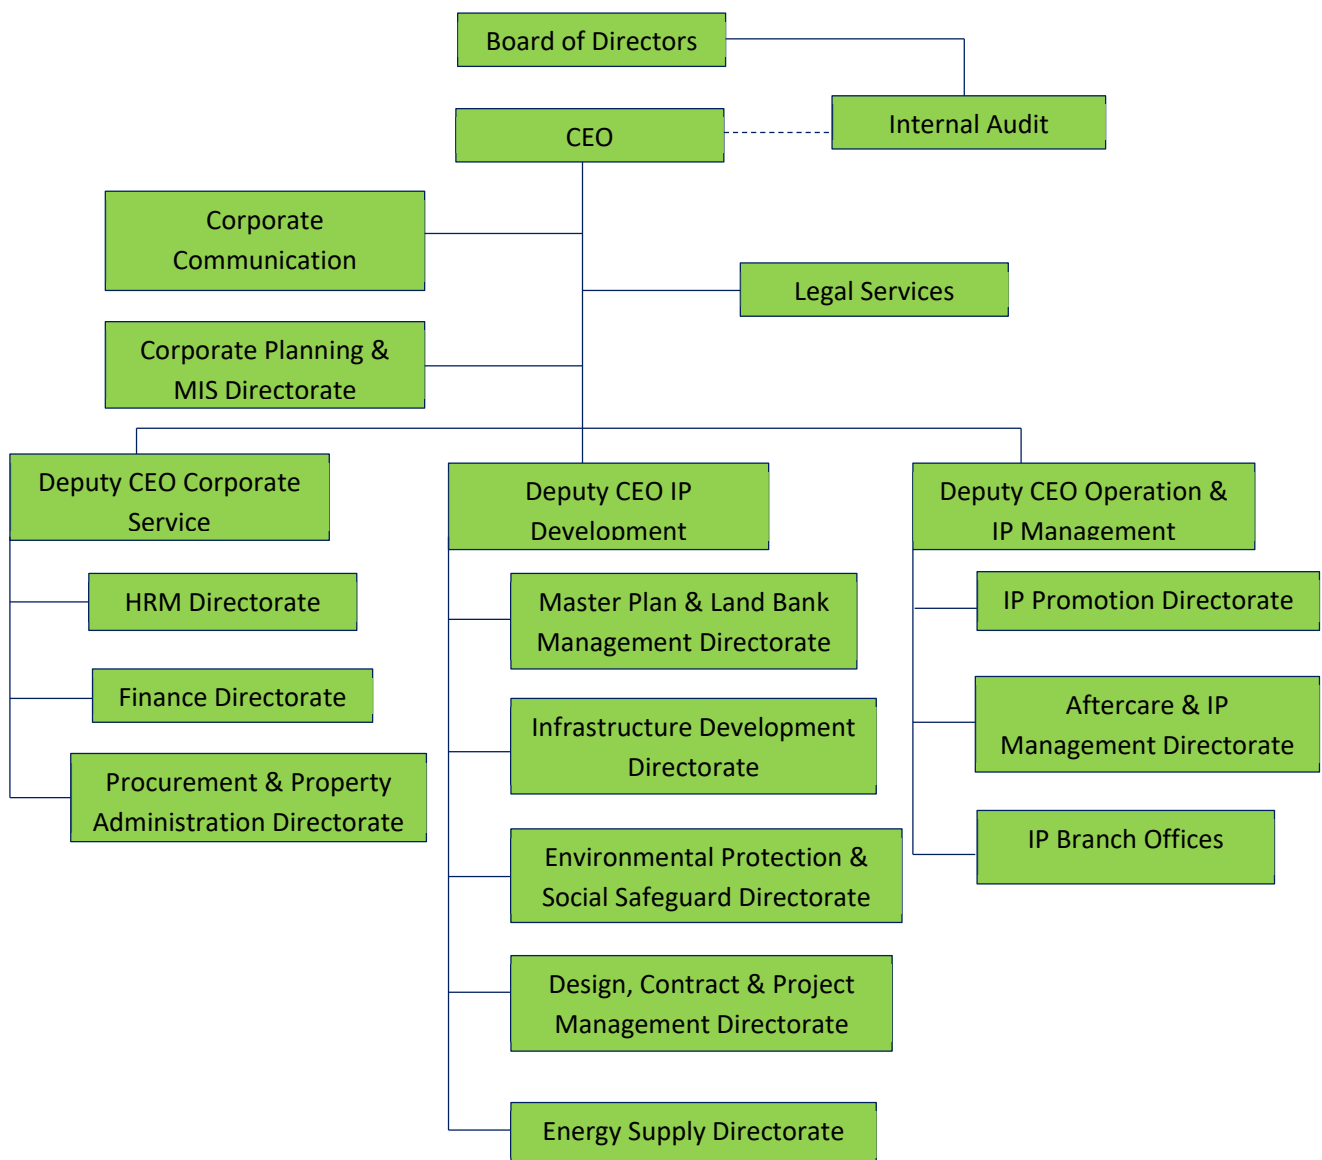 Board of Directors
Internal Audit
CEO
Corporate
Communication
Legal Services
Corporate Planning &
MIS Directorate
Deputy CEO Corporate
Service
HRM Directorate
Finance Directorate
Procurement & Property
Administration Directorate
Deputy CEO IP
Development
Master Plan & Land Bank
Management Directorate
Infrastructure Development
Directorate
Environmental Protection &
Social Safeguard Directorate
Design, Contract & Project
Management Directorate
Energy Supply Directorate
Deputy CEO Operation &
IP Management
IP Promotion Directorate
Aftercare & IP
Management Directorate
IP Branch Offices